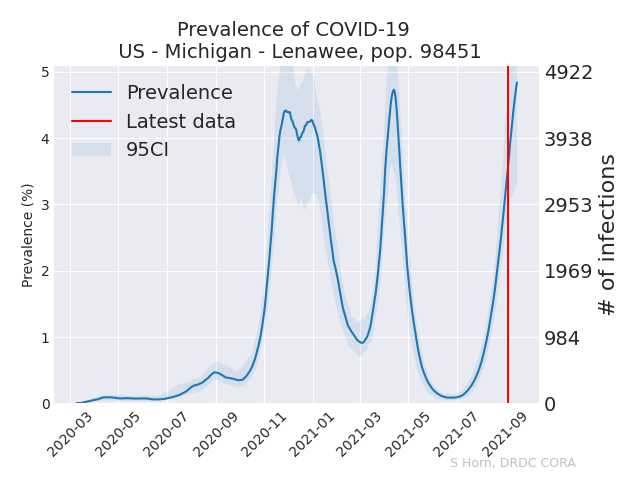 Prevalence of COVID-19
US - Michigan - Lenawee, pop. 98451
Prevalence
Latest data
95CI
Prevalence (%)
5
4
3
2
1
0
4922
3938
2953
1969
984
0
# of infections
2020-03
2020-05
2020-07
2020-09
2020-11
2021-01
2021-03
2021-05
2021-07
2021-09
S Horn, DRDC CORA